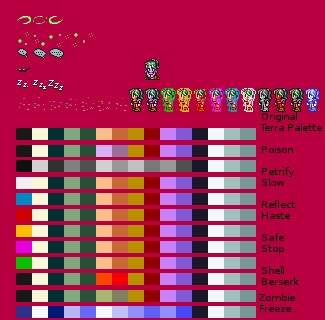 z z z z z z z z
Original
Terra Palette
Poison
Petrify
Slow
Reflect
Haste
Safe
Stop
Shell
Berserk
Zombie
Freeze